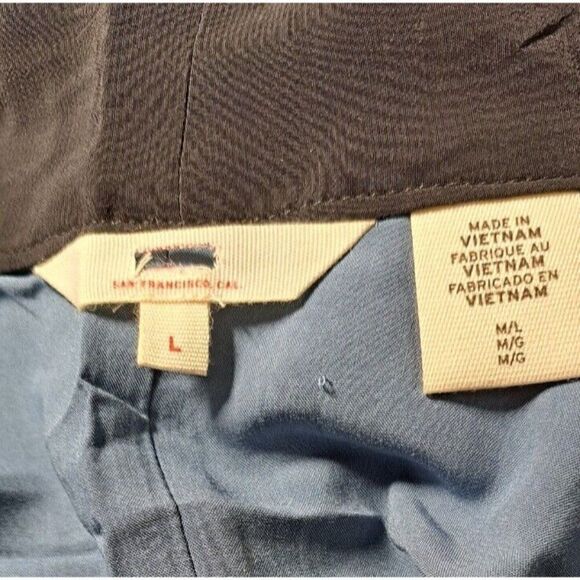 SAN FRANCISCO, CAL.
L
MADE IN
VIETNAM
FABRIQUE AU
VIETNAM
FABRICADO EN
VIETNAM
M/L
M/G
M/G